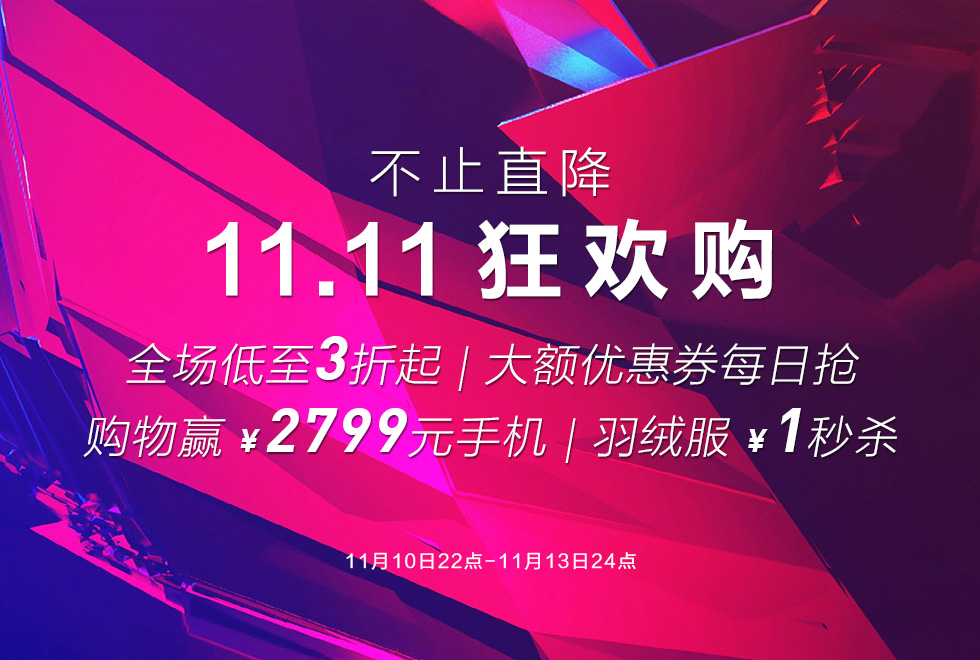 不止直降
11.11 狂欢购
全场低至3折起 | 大额优惠券每日抢
购物赢 ¥2799元手机 | 羽绒服 ¥1秒杀
11月10日22点-11月13日24点